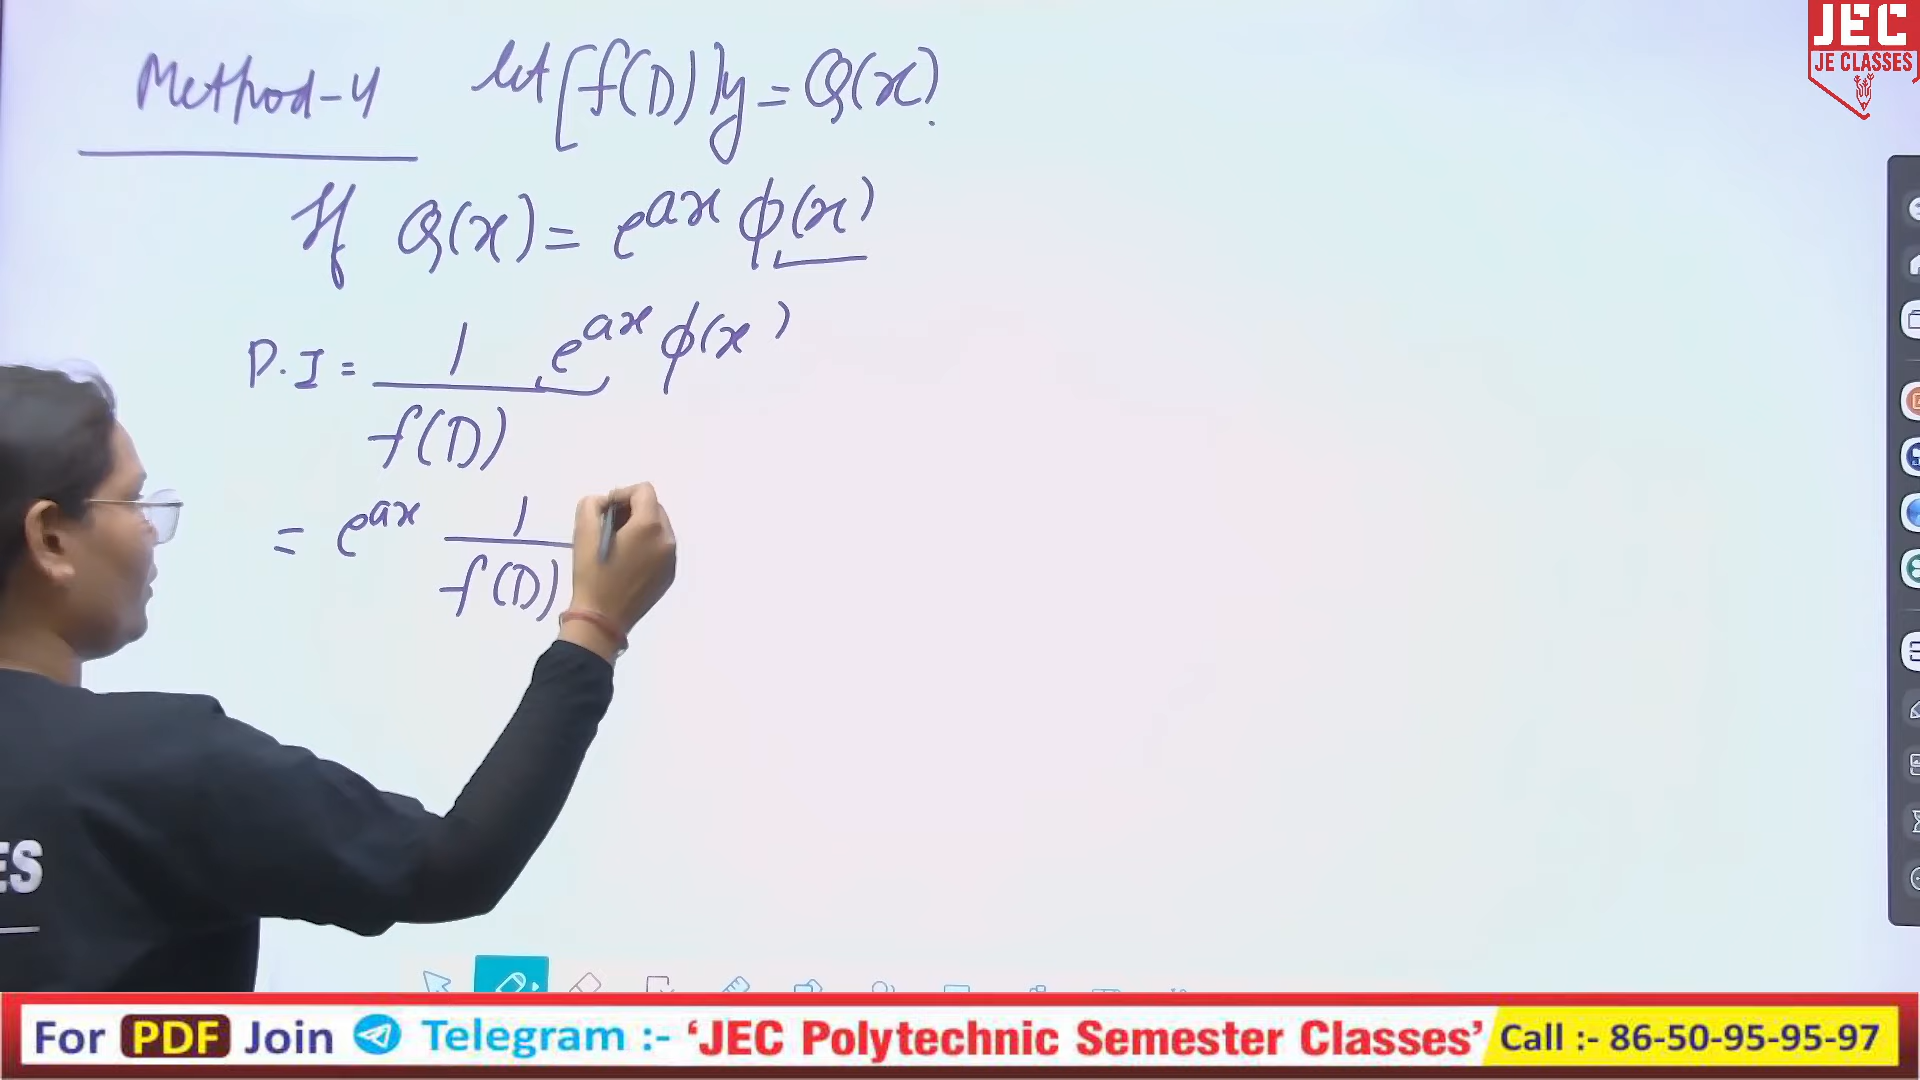 Method-4 let [f(D)]y = Q(x).
If Q(x) = e^ax ϕ(x)
P.I = 1/f(D) e^ax ϕ(x)
= e^ax 1/f(D)
JEC
JE CLASSES
ES
For PDF Join Telegram :- 'JEC Polytechnic Semester Classes' Call :- 86-50-95-95-97